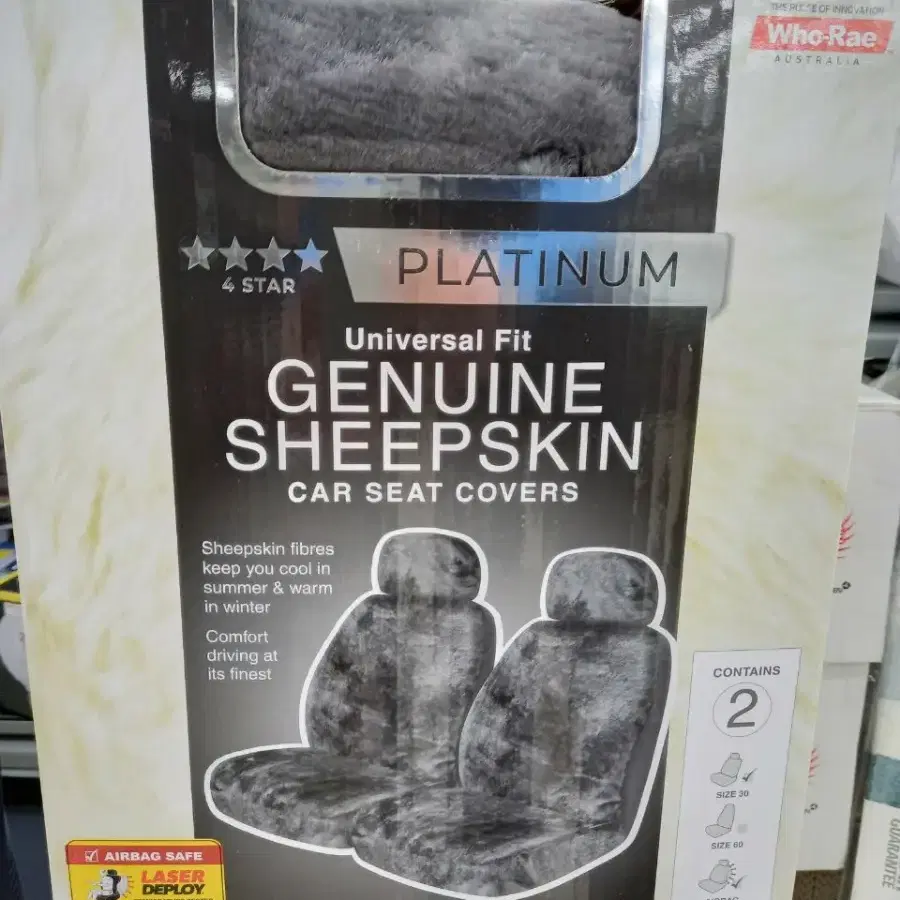 Who-Rae
AUSTRALIA
4 STAR
PLATINUM
Universal Fit
GENUINE
SHEEPSKIN
CAR SEAT COVERS
Sheepskin fibres
keep you cool in
summer & warm
in winter
Comfort
driving at
its finest
CONTAINS
2
SIZE 30
SIZE 60
AIRBAG SAFE
LASER
DEPLOY
GUARANTEE